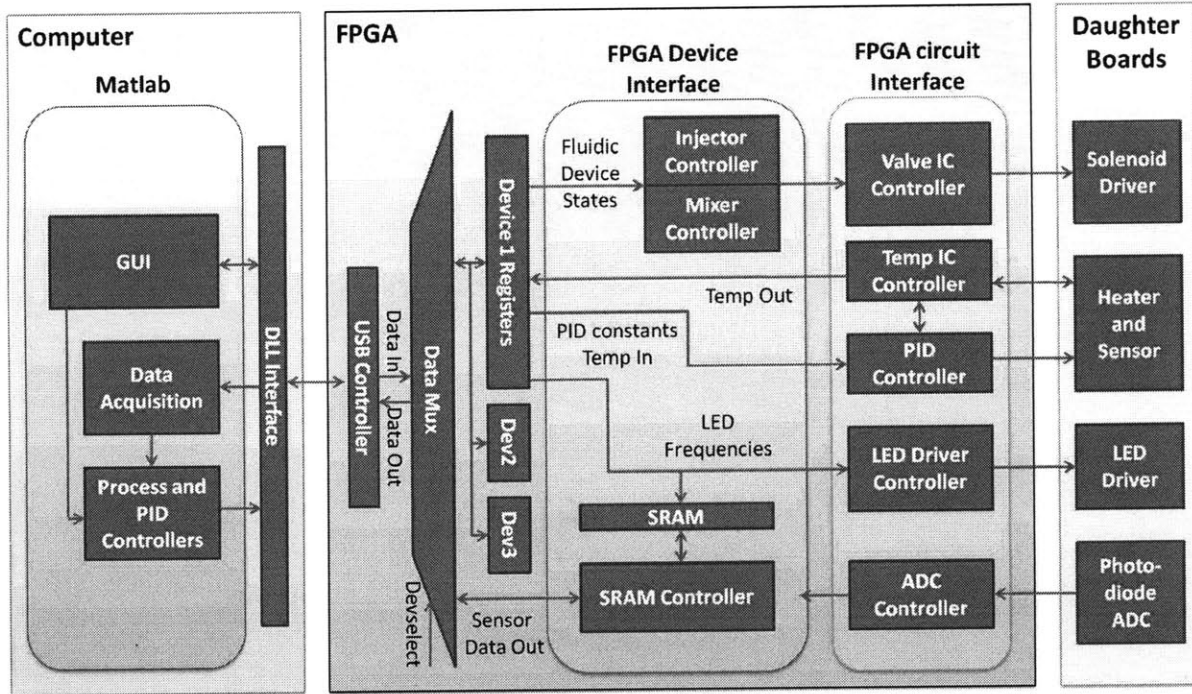 Computer
Matlab
GUI
Data
Acquisition
Process and
PID
Controllers
DLL Interface
FPGA
USB Controller
Data In
Data Out
Data Mux
Devselect
Device 1 Registers
Dev2
Dev3
Sensor
Data Out
FPGA Device
Interface
Fluidic
Device
States
Injector
Controller
Mixer
Controller
Temp Out
PID constants
Temp In
LED
Frequencies
SRAM
SRAM Controller
FPGA circuit
Interface
Valve IC
Controller
Temp IC
Controller
PID
Controller
LED Driver
Controller
ADC
Controller
Daughter
Boards
Solenoid
Driver
Heater
and
Sensor
LED
Driver
Photo-
diode
ADC